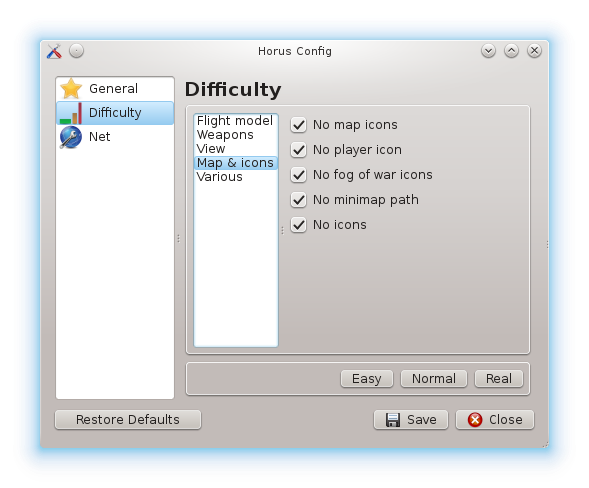 Horus Config
General
Difficulty
Net
Difficulty
Flight model
Weapons
View
Map & icons
Various
No map icons
No player icon
No fog of war icons
No minimap path
No icons
Easy
Normal
Real
Restore Defaults
Save
Close